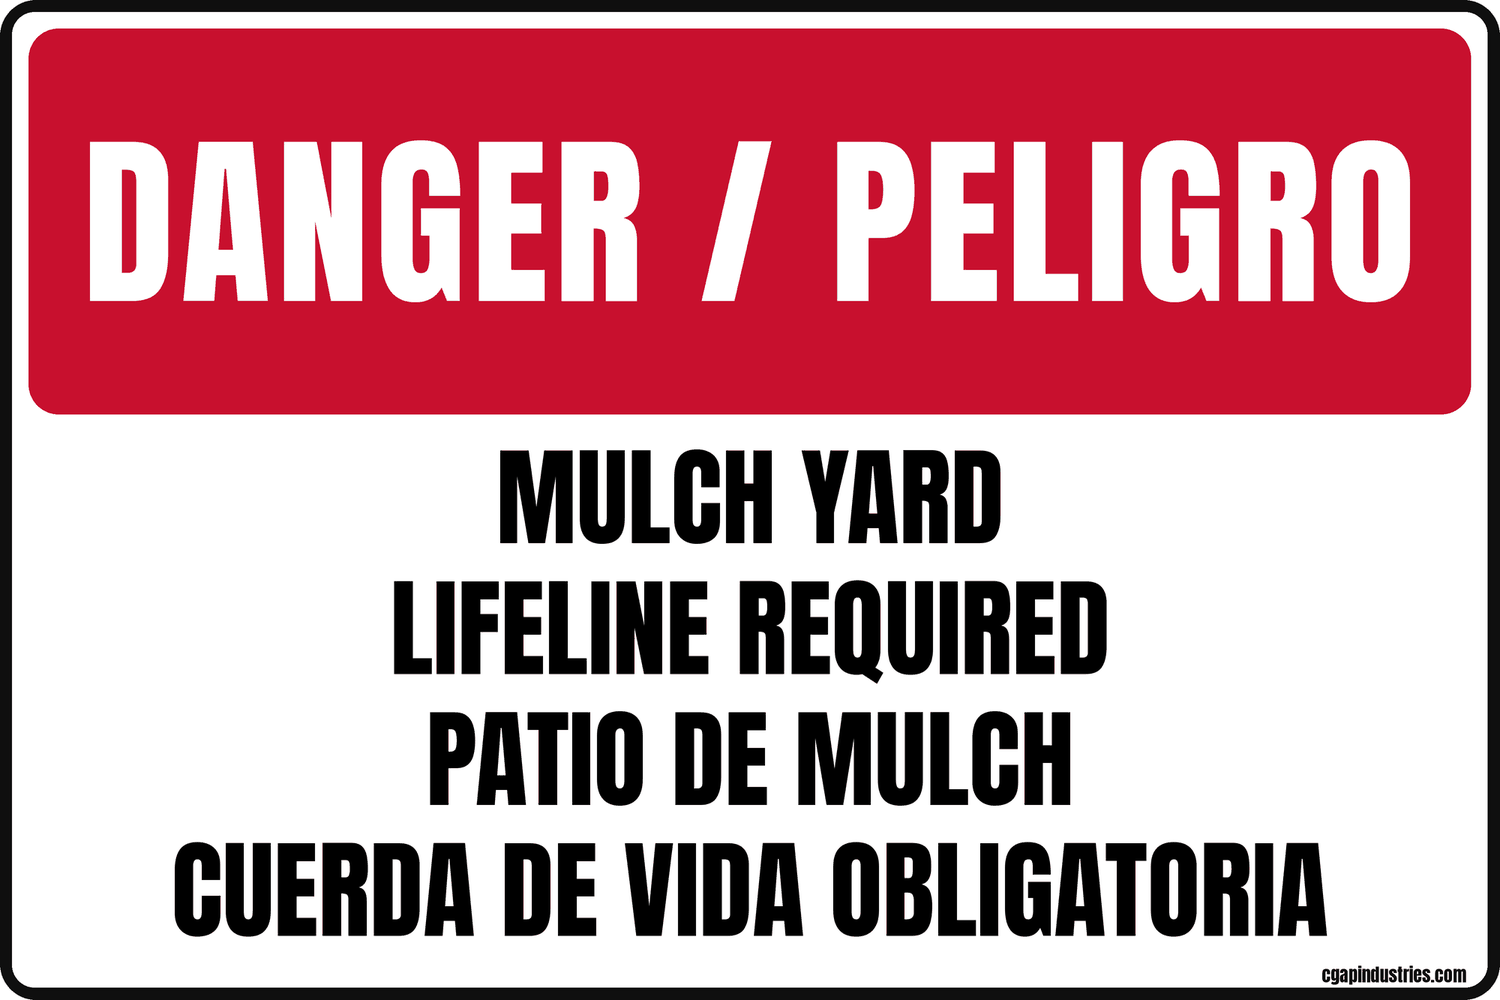 DANGER / PELIGRO
MULCH YARD
LIFELINE REQUIRED
PATIO DE MULCH
CUERDA DE VIDA OBLIGATORIA
cgapindustries.com